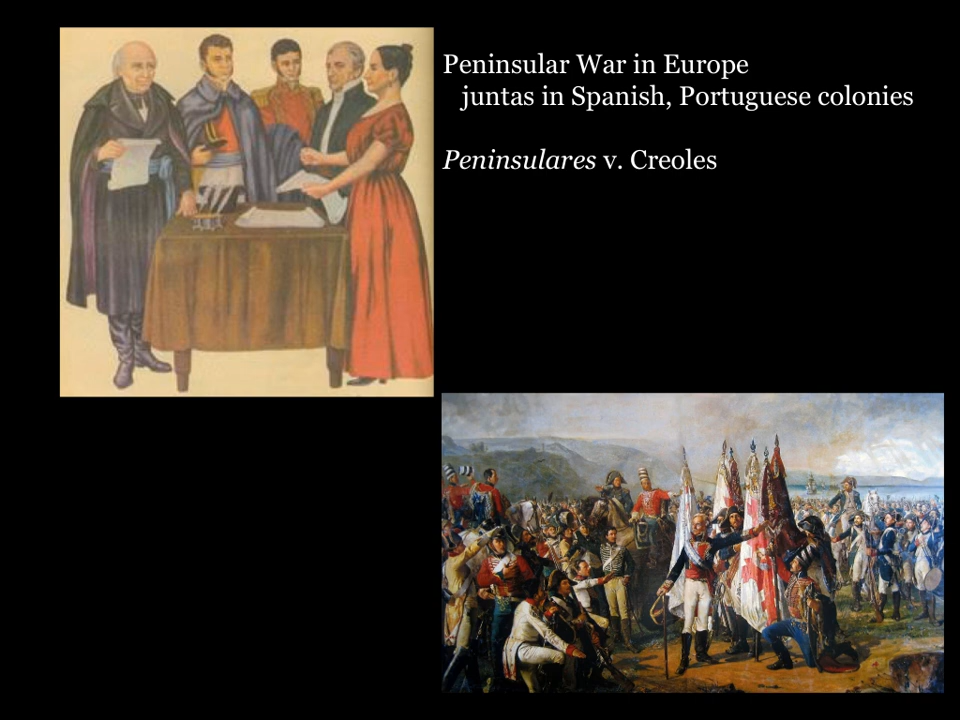 Peninsular War in Europe
juntas in Spanish, Portuguese colonies
Peninsulares v. Creoles